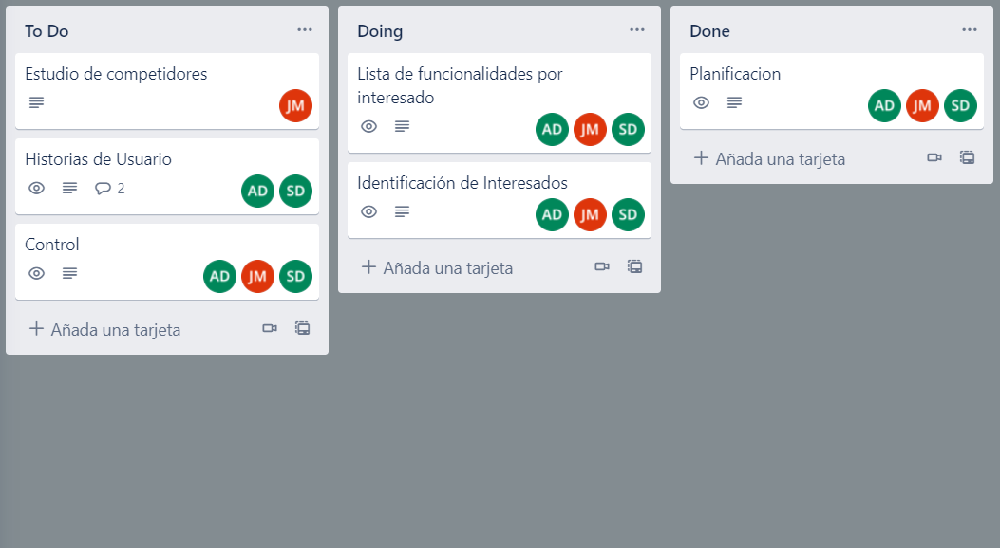 To Do
Estudio de competidores
JM
Historias de Usuario
2
AD SD
Control
AD JM SD
Añada una tarjeta
Doing
Lista de funcionalidades por
interesado
AD JM SD
Identificación de Interesados
AD JM SD
Añada una tarjeta
Done
Planificacion
AD JM SD
Añada una tarjeta